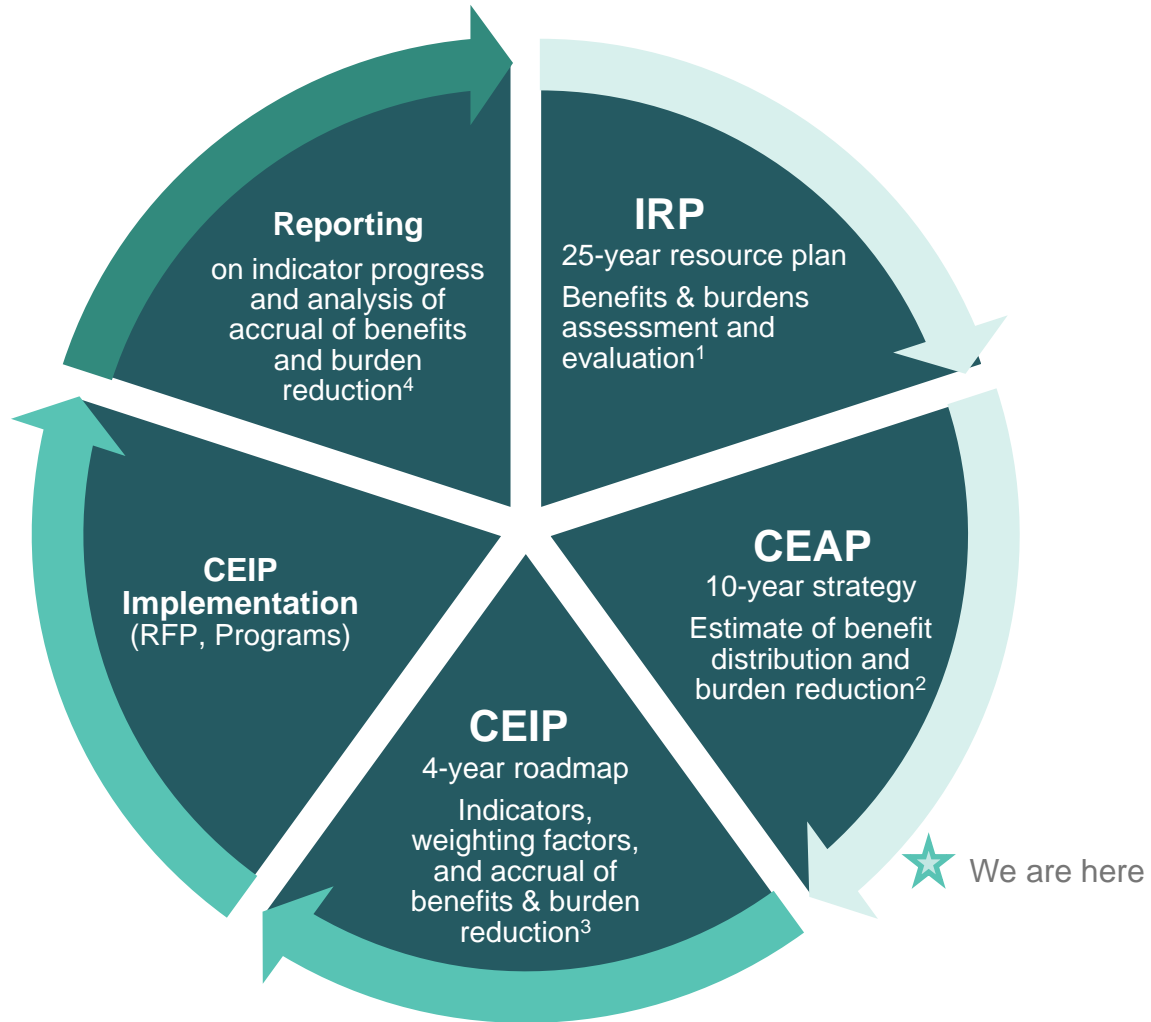 IRP
25-year resource plan
Benefits & burdens
assessment and
evaluation1
CEAP
10-year strategy
Estimate of benefit
distribution and
burden reduction2
We are here
CEIP
4-year roadmap
Indicators,
weighting factors,
and accrual of
benefits & burden
reduction3
CEIP
Implementation
(RFP, Programs)
Reporting
on indicator progress
and analysis of
accrual of benefits
and burden
reduction4